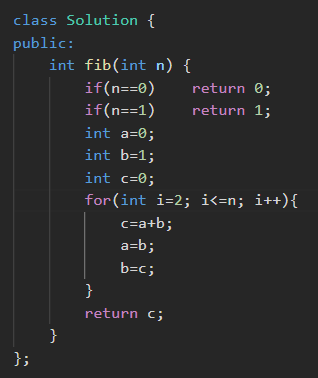 class Solution {
public:
    int fib(int n) {
        if(n==0)    return 0;
        if(n==1)    return 1;
        int a=0;
        int b=1;
        int c=0;
        for(int i=2; i<=n; i++){
            c=a+b;
            a=b;
            b=c;
        }
        return c;
    }
};